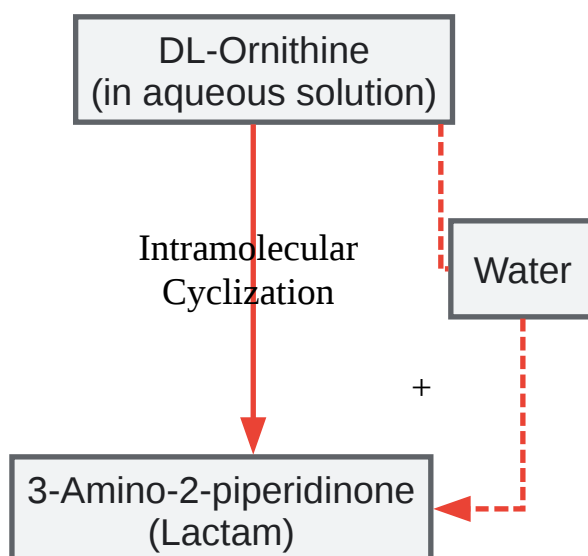 DL-Ornithine
(in aqueous solution)
Intramolecular
Cyclization
Water
+
3-Amino-2-piperidinone
(Lactam)